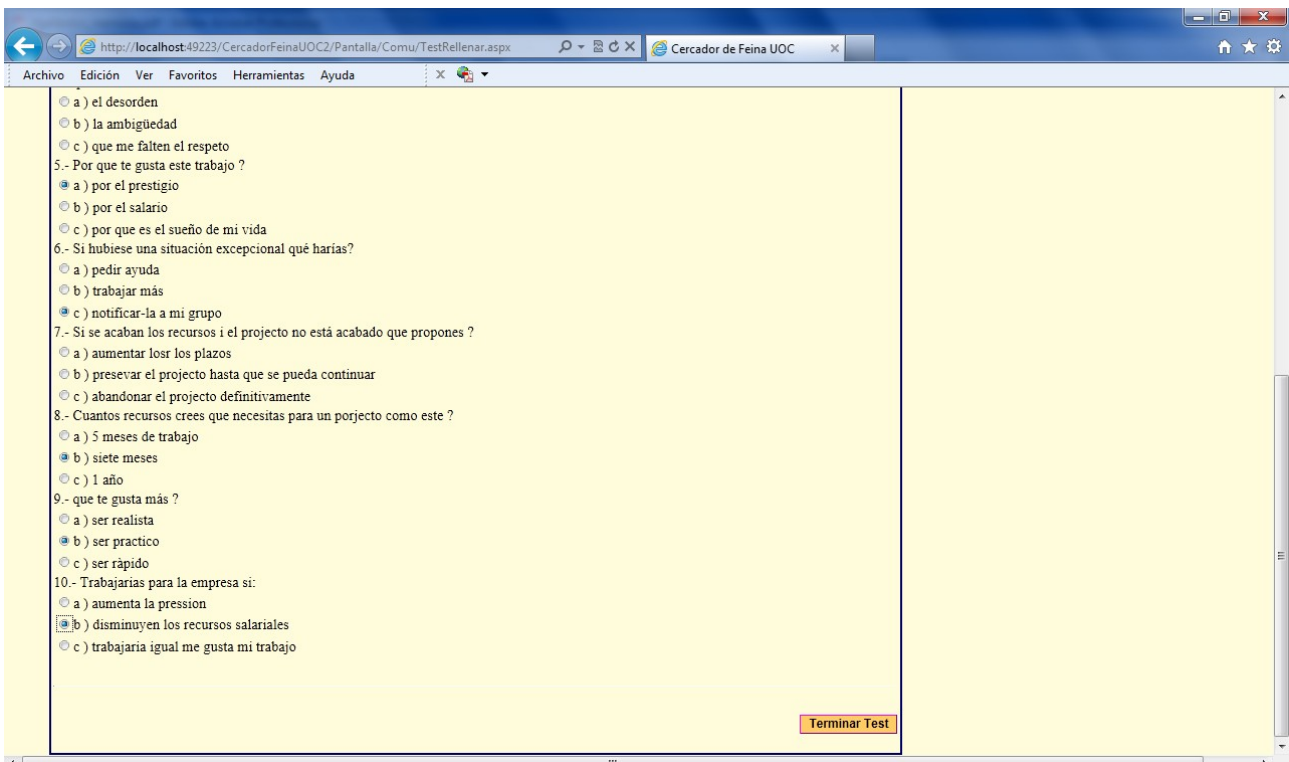 http://localhost:49223/CercadorFeinaUOC2/Pantalla/Comu/TestRellenar.aspx
Cercador de Feina UOC
Archivo Edición Ver Favoritos Herramientas Ayuda
a ) el desorden
b ) la ambigüedad
c ) que me falten el respeto
5.- Por que te gusta este trabajo ?
a ) por el prestigio
b ) por el salario
c ) por que es el sueño de mi vida
6.- Si hubiese una situación excepcional qué harías?
a ) pedir ayuda
b ) trabajar más
c ) notificar-la a mi grupo
7.- Si se acaban los recursos i el projecto no está acabado que propones ?
a ) aumentar losr los plazos
b ) presevar el projecto hasta que se pueda continuar
c ) abandonar el projecto definitivamente
8.- Cuantos recursos crees que necesitas para un porjecto como este ?
a ) 5 meses de trabajo
b ) siete meses
c ) 1 año
9.- que te gusta más ?
a ) ser realista
b ) ser practico
c ) ser ràpido
10.- Trabajarías para la empresa si:
a ) aumenta la pression
b ) disminuyen los recursos salariales
c ) trabajaria igual me gusta mi trabajo
Terminar Test